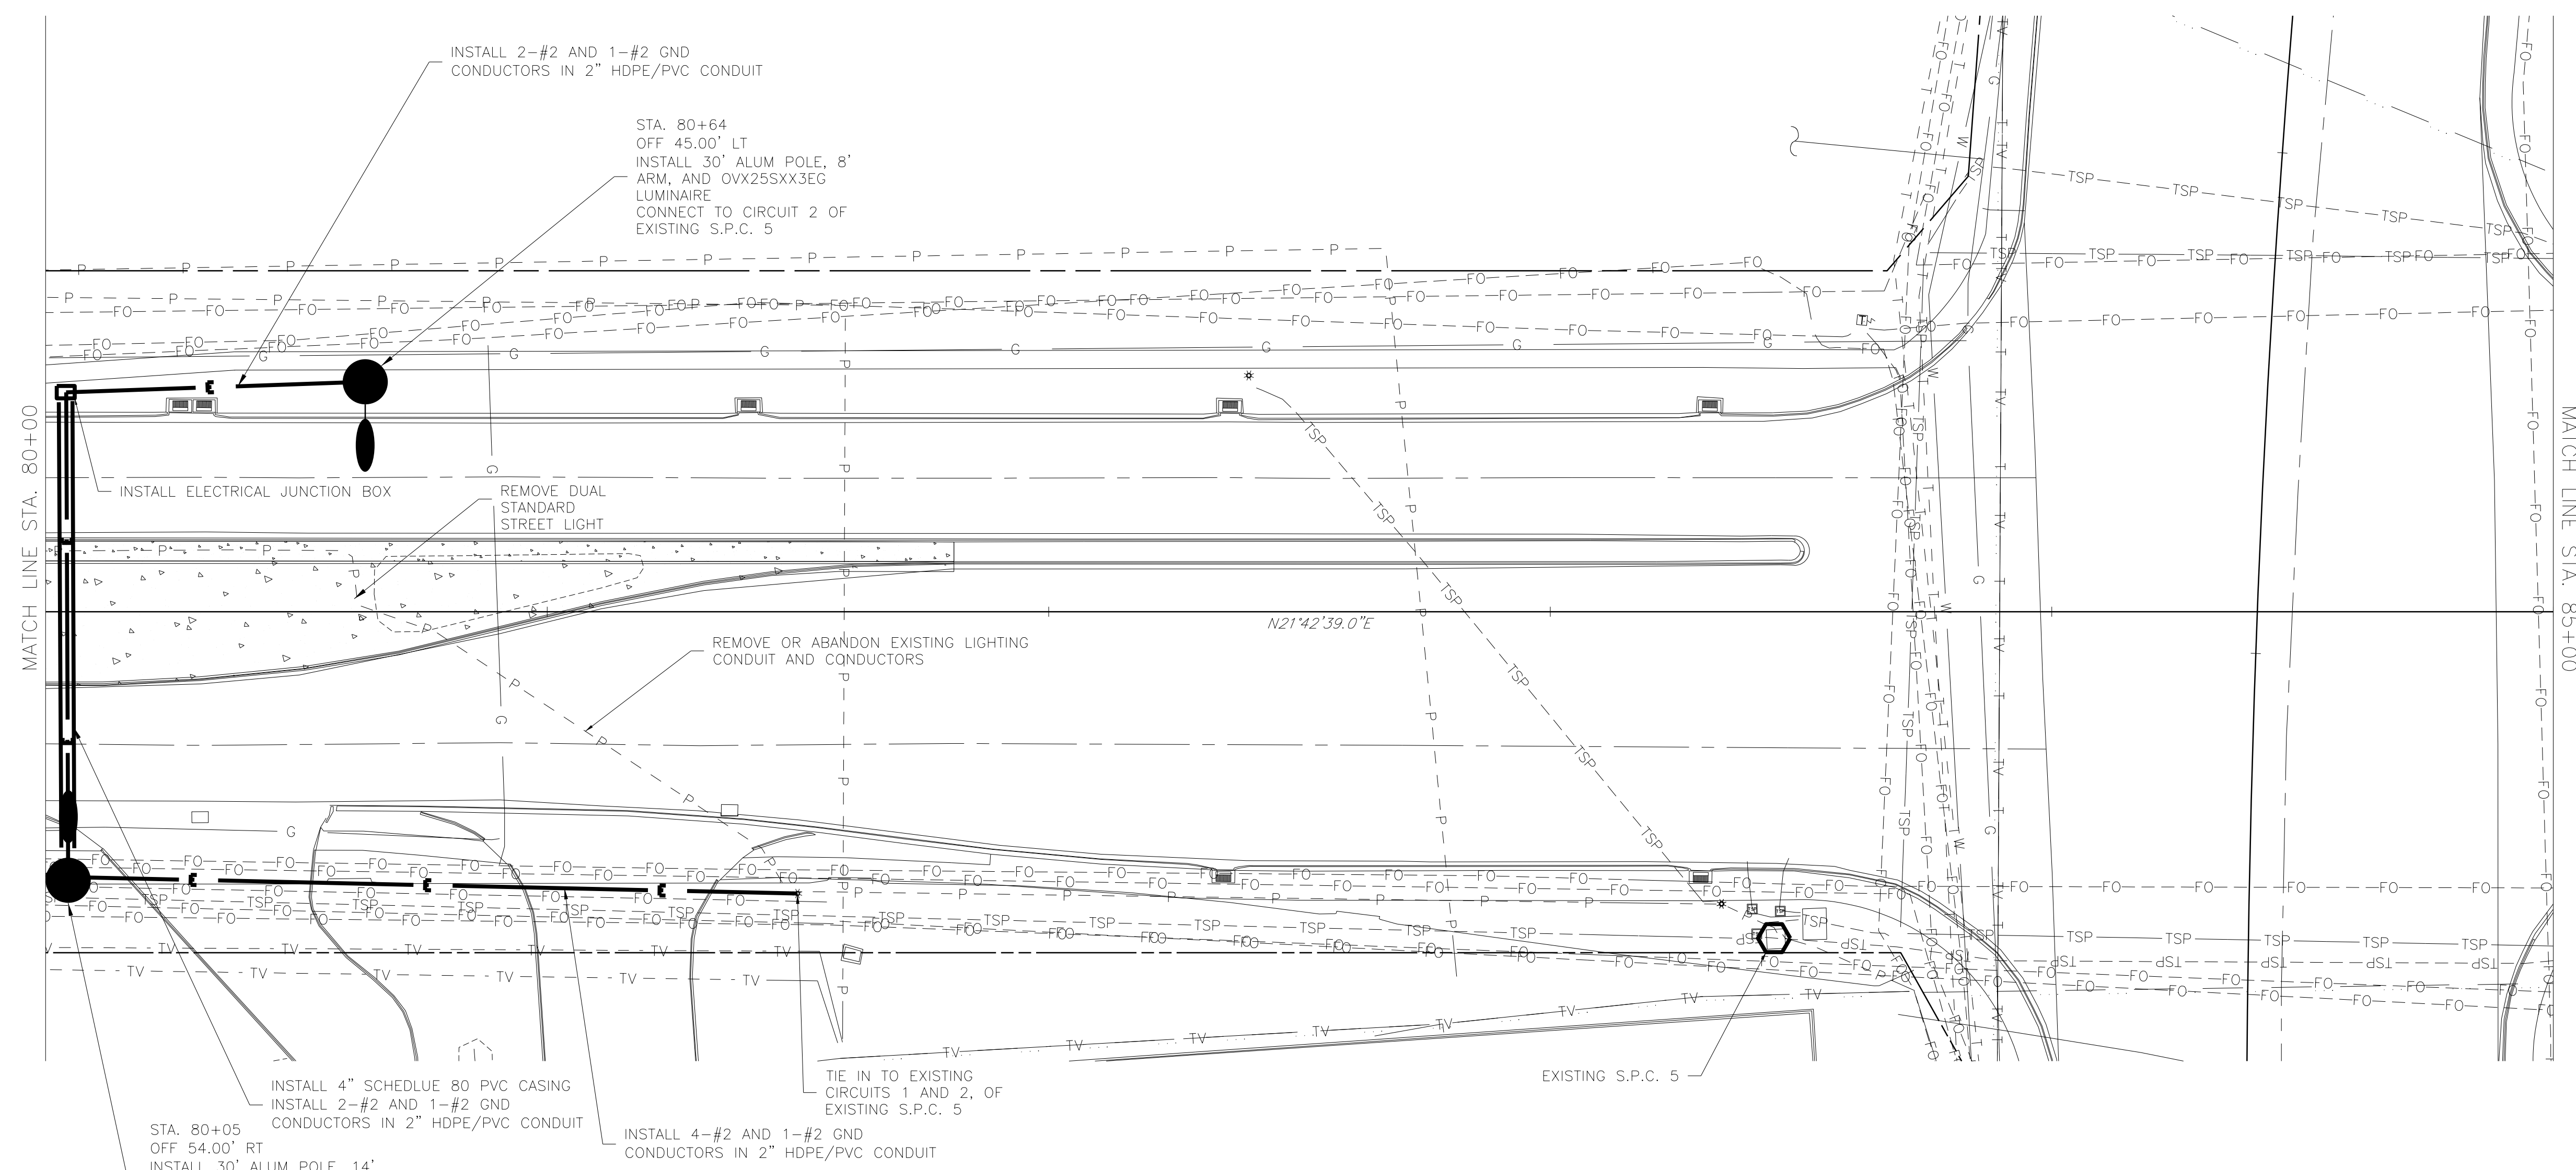 INSTALL 2-#2 AND 1-#2 GND
CONDUCTORS IN 2" HDPE/PVC CONDUIT
STA. 80+64
OFF 45.00' LT
INSTALL 30' ALUM POLE, 8'
ARM, AND OVX25SXX3EG
LUMINAIRE
CONNECT TO CIRCUIT 2 OF
EXISTING S.P.C. 5
MATCH LINE STA. 80+00
INSTALL ELECTRICAL JUNCTION BOX
REMOVE DUAL
STANDARD
STREET LIGHT
N21°42'39.0"E
REMOVE OR ABANDON EXISTING LIGHTING
CONDUIT AND CONDUCTORS
MATCH LINE STA. 85+00
EXISTING S.P.C. 5
TIE IN TO EXISTING
CIRCUITS 1 AND 2, OF
EXISTING S.P.C. 5
INSTALL 4" SCHEDLUE 80 PVC CASING
INSTALL 2-#2 AND 1-#2 GND
CONDUCTORS IN 2" HDPE/PVC CONDUIT
INSTALL 4-#2 AND 1-#2 GND
CONDUCTORS IN 2" HDPE/PVC CONDUIT
STA. 80+05
OFF 54.00' RT
INSTALL 30' ALUM POLE, 14'